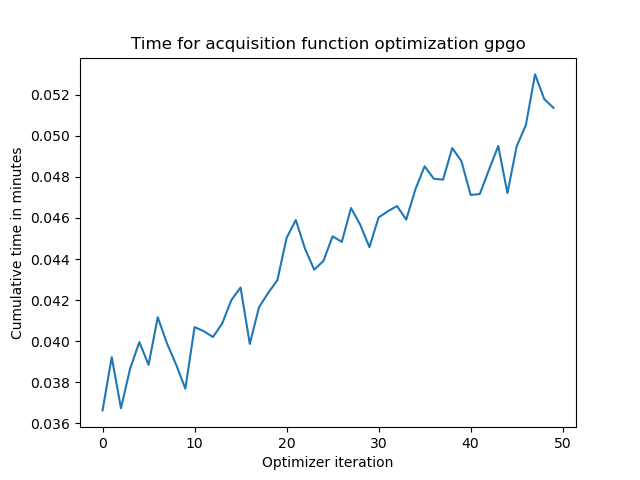 Time for acquisition function optimization gpgo
0.052
0.050
0.048
0.046
0.044
0.042
0.040
0.038
0.036
Cumulative time in minutes
0 10 20 30 40 50
Optimizer iteration